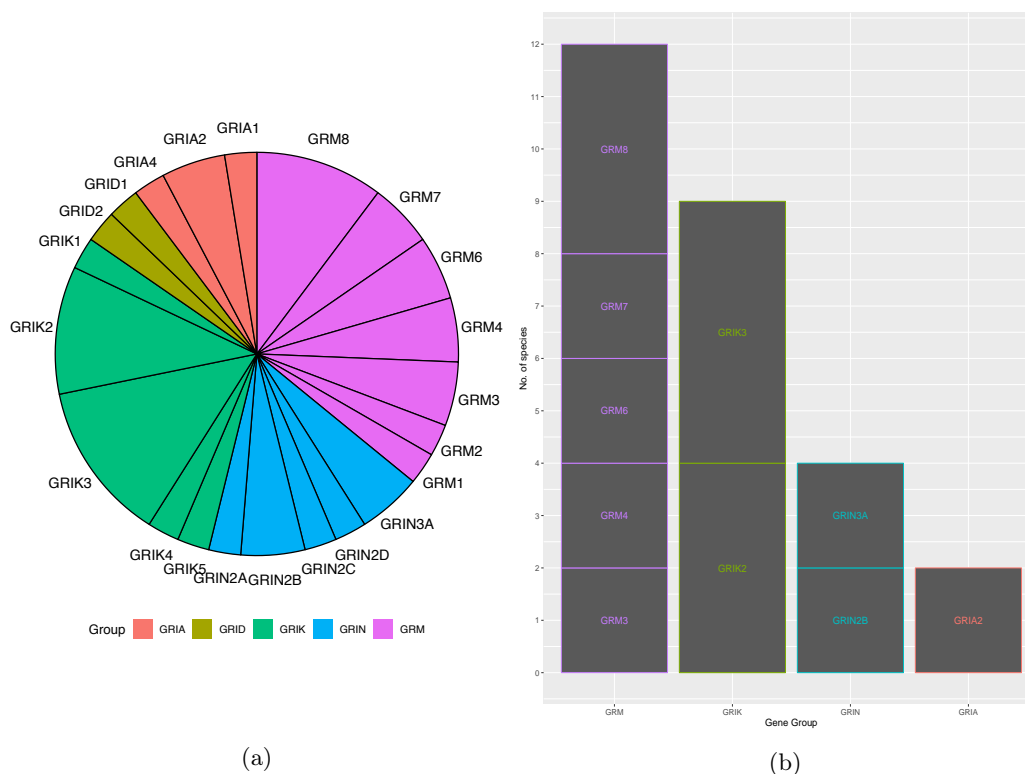 GRIA1
GRIA2
GRM8
GRIA4
GRM7
GRID1
GRID2
GRM6
GRIK1
GRIK2
GRM4
GRM3
GRM2
GRIK3
GRM1
GRIN3A
GRIK4
GRIN2D
GRIK5
GRIN2C
GRIN2A
GRIN2B
Group GRIA GRID GRIK GRIN GRM
(a)
No. of species
12
11
10
9
8
7
6
5
4
3
2
1
0
GRM8
GRM7
GRM6
GRM4
GRM3
GRIK3
GRIK2
GRIN3A
GRIN2B
GRIA2
GRM GRIK GRIN GRIA
Gene Group
(b)